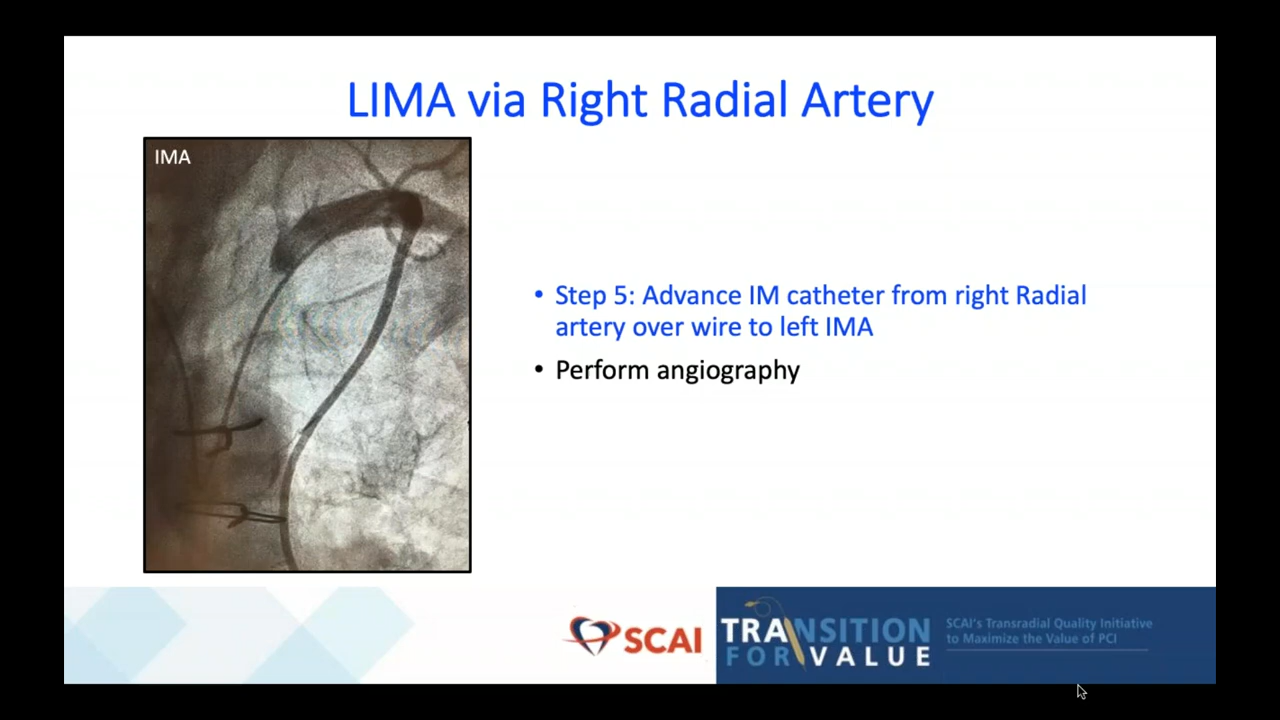 LIMA via Right Radial Artery
IMA
• Step 5: Advance IM catheter from right Radial
artery over wire to left IMA
• Perform angiography
SCAI
TRANSITION
FOR VALUE
SCAI's Transradial Quality Initiative
to Maximize the Value of PCI